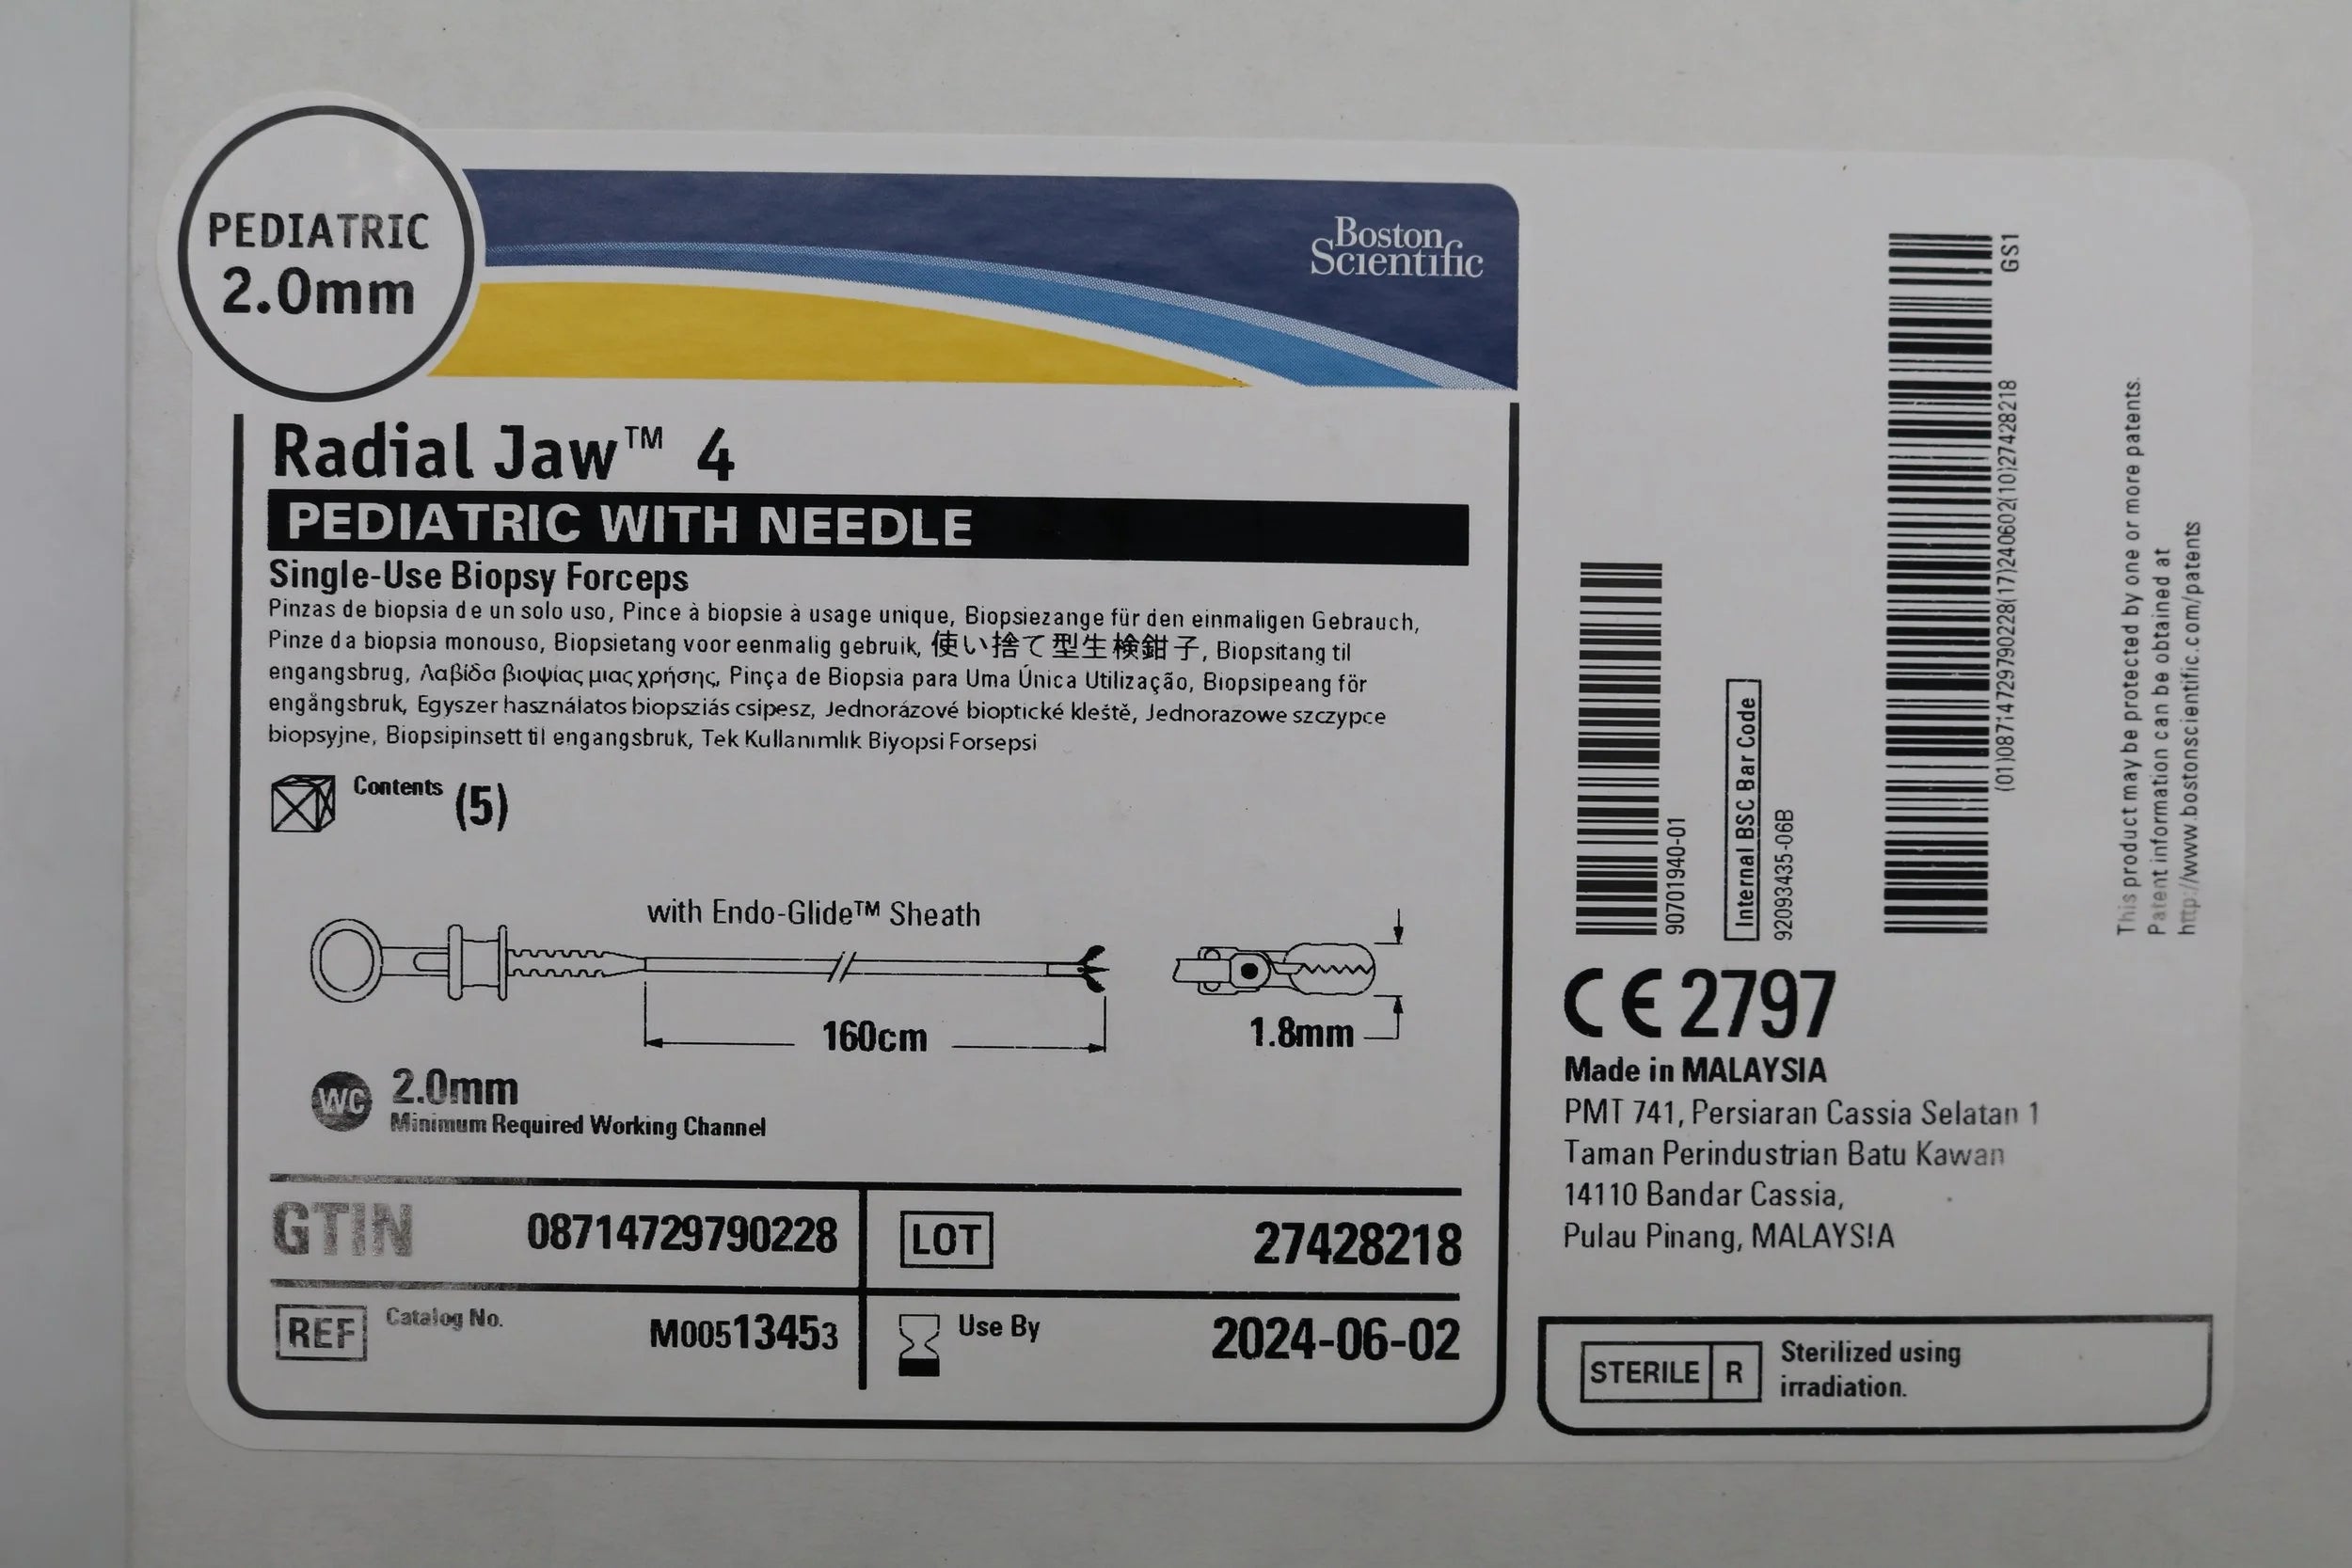 PEDIATRIC
2.0mm
Boston
Scientific
Radial Jaw™ 4
PEDIATRIC WITH NEEDLE
Single-Use Biopsy Forceps
Pinzas de biopsia de un solo uso, Pince à biopsie à usage unique, Biopsiezange für den einmaligen Gebrauch,
Pinze da biopsia monouso, Biopsietang voor eenmalig gebruik, 使い捨て型生検鉗子, Biopsitang til
engangsbrug, Λαβίδα βιοψίας μιας χρήσης, Pinça de Biopsia para Uma Única Utilização, Biopsipeang för
engångsbruk, Egyszer használatos biopsziás csipesz, Jednorázové bioptické kleště, Jednorazowe szczypce
biopsyjne, Biopsipinsett til engangsbruk, Tek Kullanımlık Biyopsi Forsepsi
Contents (5)
with Endo-Glide™ Sheath
160cm
1.8mm
WC 2.0mm
Minimum Required Working Channel
GTIN 08714729790228
LOT 27428218
REF Catalog No. M00513453
Use By 2024-06-02
90701940-01
Internal BSC Bar Code
92093435-06B
GS1
(01)08714729790228(17)240602(10)27428218
This product may be protected by one or more patents.
Patent information can be obtained at
http://www.bostonscientific.com/patents
CE 2797
Made in MALAYSIA
PMT 741, Persiaran Cassia Selatan 1
Taman Perindustrian Batu Kawan
14110 Bandar Cassia,
Pulau Pinang, MALAYSIA
STERILE R
Sterilized using
irradiation.